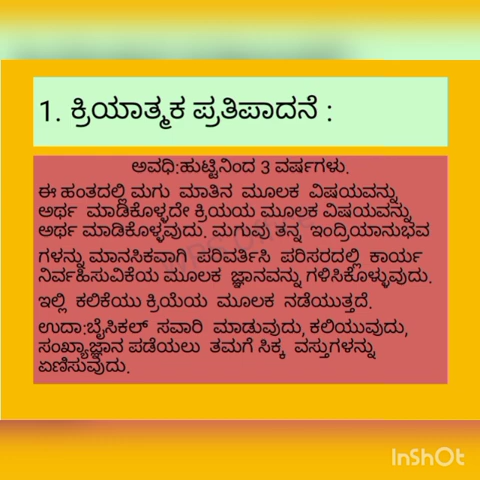 1. ಕ್ರಿಯಾತ್ಮಕ ಪ್ರತಿಪಾದನೆ :
ಅವಧಿ:ಹುಟ್ಟಿನಿಂದ 3 ವರ್ಷಗಳು.
ಈ ಹಂತದಲ್ಲಿ ಮಗು ಮಾತಿನ ಮೂಲಕ ವಿಷಯವನ್ನು
ಅರ್ಥ ಮಾಡಿಕೊಳ್ಳದೇ ಕ್ರಿಯಯ ಮೂಲಕ ವಿಷಯವನ್ನು
ಅರ್ಥ ಮಾಡಿಕೊಳ್ಳವುದು. ಮಗುವು ತನ್ನ ಇಂದ್ರಿಯಾನುಭವ
ಗಳನ್ನು ಮಾನಸಿಕವಾಗಿ ಪರಿವರ್ತಿಸಿ ಪರಿಸರದಲ್ಲಿ ಕಾರ್ಯ
ನಿರ್ವಹಿಸುವಿಕೆಯ ಮೂಲಕ ಜ್ಞಾನವನ್ನು ಗಳಿಸಿಕೊಳ್ಳುವುದು.
ಇಲ್ಲಿ ಕಲಿಕೆಯು ಕ್ರಿಯೆಯ ಮೂಲಕ ನಡೆಯುತ್ತದೆ.
ಉದಾ:ಬೈಸಿಕಲ್ ಸವಾರಿ ಮಾಡುವುದು, ಕಲಿಯುವುದು,
ಸಂಖ್ಯಾಜ್ಞಾನ ಪಡೆಯಲು ತಮಗೆ ಸಿಕ್ಕ ವಸ್ತುಗಳನ್ನು
ಏಣಿಸುವುದು.
InShOt